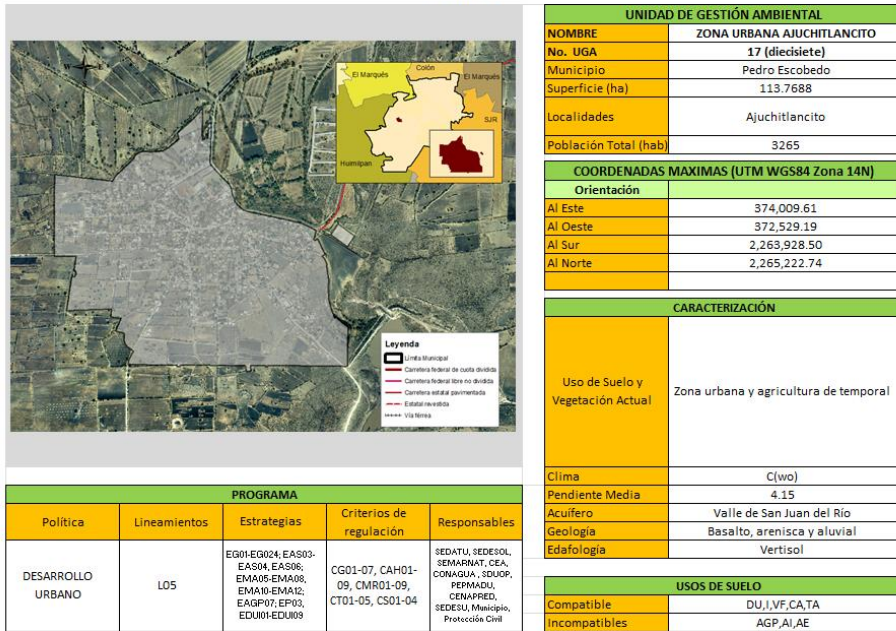 El Marqués
Colón
El Marqués
SJR
Huimilpan
Leyenda
Límite Municipal
Carretera federal de cuota dividida
Carretera federal libre no dividida
Carretera estatal pavimentada
Estatal revestida
Vía férrea
PROGRAMA
Política
Lineamientos
Estrategias
Criterios de
regulación
Responsables
DESARROLLO
URBANO
L05
EG01-EG024; EAS03-
EAS04, EAS06;
EMA05-EMA08,
EMA10-EMA12;
EAGP07; EP03,
EDUI01-EDUI09
CG01-07, CAH01-
09, CMR01-09,
CT01-05, CS01-04
SEDATU, SEDESOL,
SEMARNAT, CEA,
CONAGUA , SDUOP,
PEPMADU,
CENAPRED,
SEDESU, Municipio,
Protección Civil
UNIDAD DE GESTIÓN AMBIENTAL
NOMBRE ZONA URBANA AJUCHITLANCITO
No. UGA 17 (diecisiete)
Municipio Pedro Escobedo
Superficie (ha) 113.7688
Localidades Ajuchitlancito
Población Total (hab) 3265
COORDENADAS MAXIMAS (UTM WGS84 Zona 14N)
Orientación
Al Este 374,009.61
Al Oeste 372,529.19
Al Sur 2,263,928.50
Al Norte 2,265,222.74
CARACTERIZACIÓN
Uso de Suelo y
Vegetación Actual
Zona urbana y agricultura de temporal
Clima C(wo)
Pendiente Media 4.15
Acuífero Valle de San Juan del Río
Geología Basalto, arenisca y aluvial
Edafología Vertisol
USOS DE SUELO
Compatible DU,I,VF,CA,TA
Incompatibles AGP,AI,AE